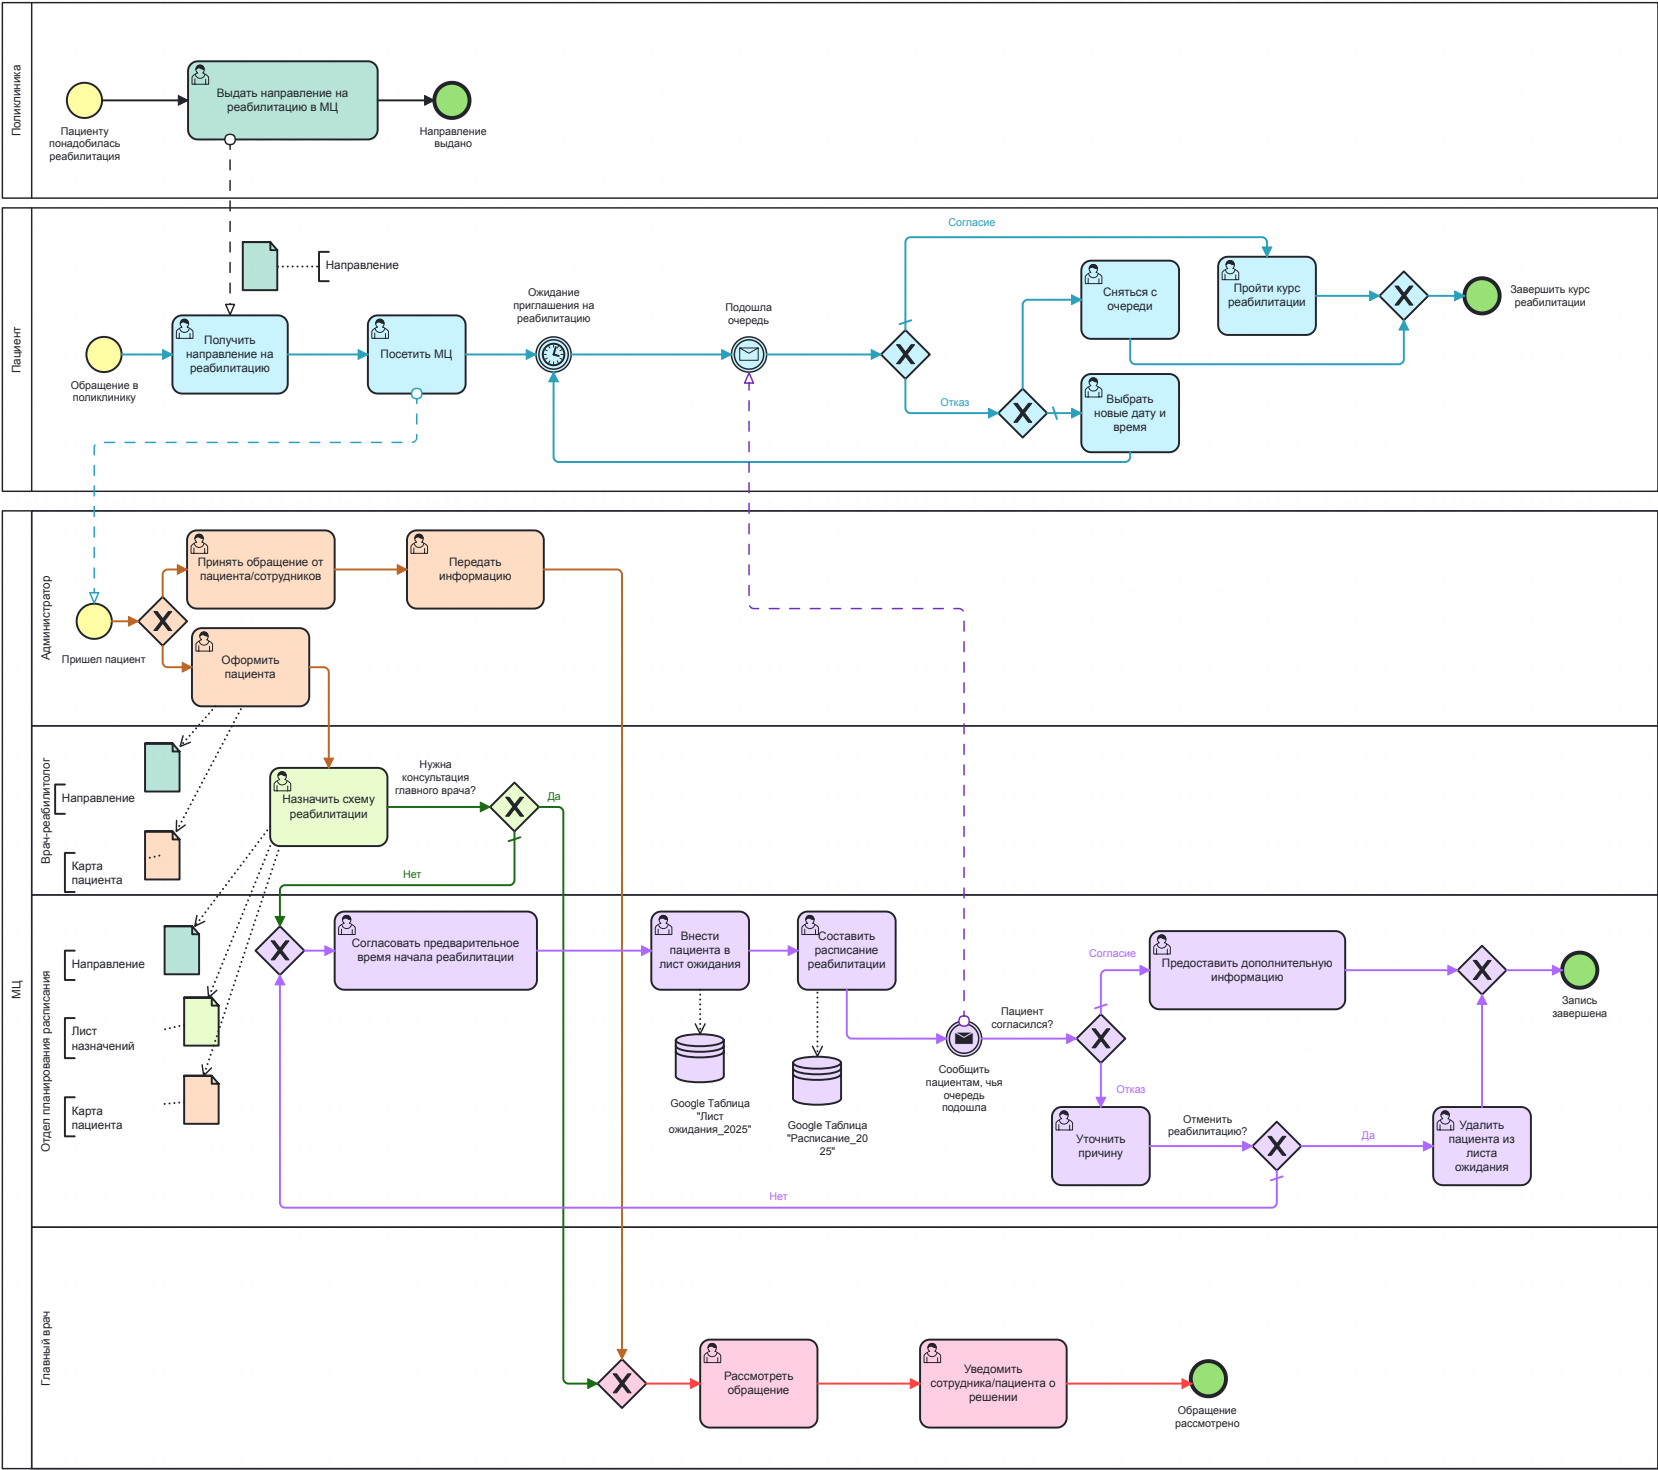 Поликлиника
Выдать направление на
реабилитацию в МЦ
Пациенту
понадобилась
реабилитация
Направление
выдано
Пациент
Согласие
Направление
Ожидание
приглашения на
реабилитацию
Подошла
очередь
Сняться с
очереди
Пройти курс
реабилитации
Завершить курс
реабилитации
Получить
направление на
реабилитацию
Посетить МЦ
Обращение в
поликлинику
Отказ
Выбрать
новые дату и
время
МЦ
Администратор
Принять обращение от
пациента/сотрудников
Передать
информацию
Пришел пациент
Оформить
пациента
Врач-реабилитолог
Направление
Карта
пациента
Назначить схему
реабилитации
Нужна
консультация
главного врача?
Да
Нет
Отдел планирования расписания
Направление
Лист
назначений
Карта
пациента
Согласовать предварительное
время начала реабилитации
Внести
пациента в
лист ожидания
Составить
расписание
реабилитации
Google Таблица
"Лист
ожидания_2025"
Google Таблица
"Расписание_20
25"
Сообщить
пациентам, чья
очередь
подошла
Пациент
согласился?
Согласие
Предоставить дополнительную
информацию
Запись
завершена
Отказ
Уточнить
причину
Отменить
реабилитацию?
Да
Удалить
пациента из
листа
ожидания
Нет
Главный врач
Рассмотреть
обращение
Уведомить
сотрудника/пациента о
решении
Обращение
рассмотрено